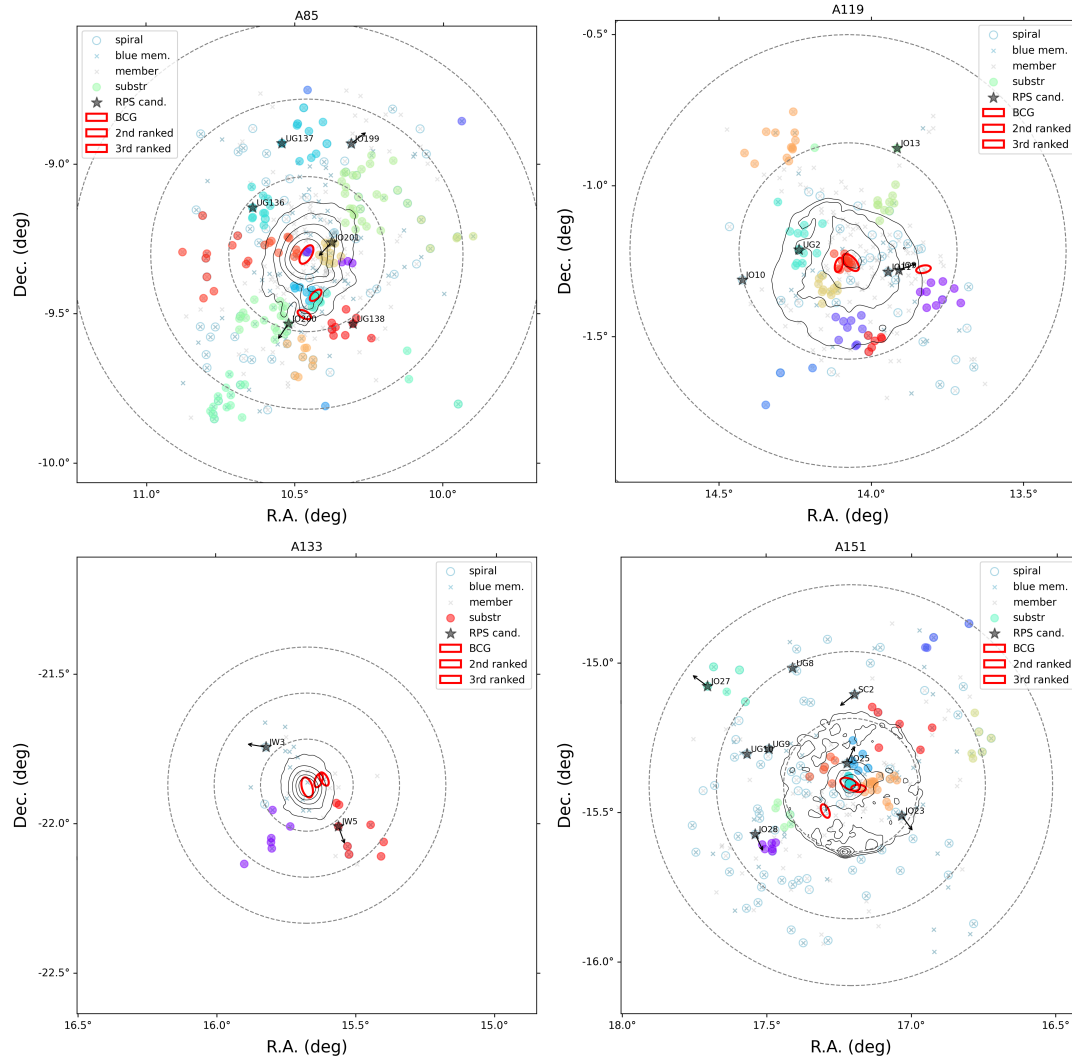 A85
spiral
blue mem.
member
substr
RPS cand.
BCG
2nd ranked
3rd ranked
UG137
JO199
UG136
JO201
JO200
UG138
-9.0°
-9.5°
-10.0°
Dec. (deg)
11.0° 10.5° 10.0°
R.A. (deg)
A119
spiral
blue mem.
member
substr
RPS cand.
BCG
2nd ranked
3rd ranked
JO13
UG2
JO10
-0.5°
-1.0°
-1.5°
Dec. (deg)
14.5° 14.0° 13.5°
R.A. (deg)
A133
spiral
blue mem.
member
substr
RPS cand.
BCG
2nd ranked
3rd ranked
JW3
JW5
-21.5°
-22.0°
-22.5°
Dec. (deg)
16.5° 16.0° 15.5° 15.0°
R.A. (deg)
A151
spiral
blue mem.
member
substr
RPS cand.
BCG
2nd ranked
3rd ranked
UG8
JO27
SC2
UG9
JO25
JO23
JO28
-15.0°
-15.5°
-16.0°
Dec. (deg)
18.0° 17.5° 17.0° 16.5°
R.A. (deg)